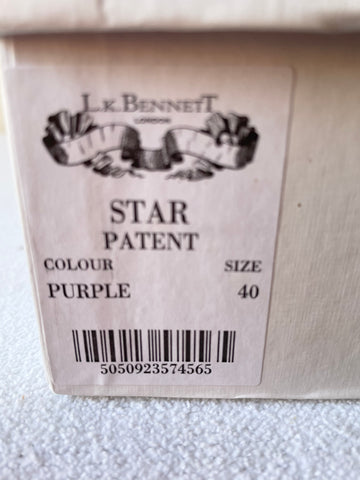 L.K.BENNETT
LONDON
STAR
PATENT
COLOUR SIZE
PURPLE 40
5050923574565